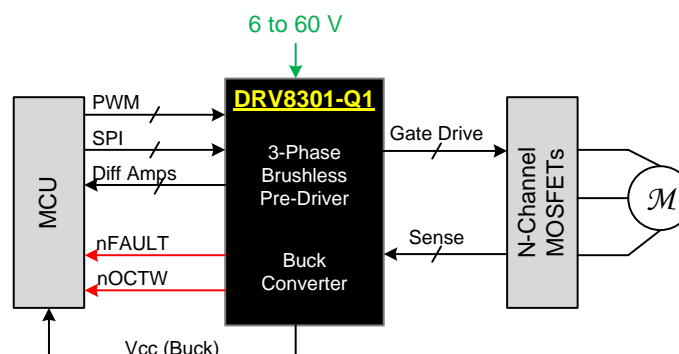 6 to 60 V
DRV8301-Q1
PWM
SPI
Diff Amps
nFAULT
nOCTW
MCU
3-Phase
Brushless
Pre-Driver
Buck
Converter
Gate Drive
Sense
N-Channel
MOSFETs
M
Vcc (Buck)